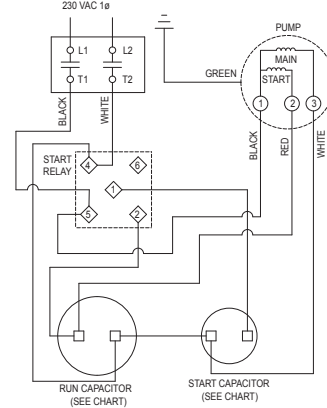 230 VAC 1ø
L1
L2
T1
T2
BLACK
WHITE
GREEN
PUMP
MAIN
START
1
2
3
BLACK
RED
WHITE
START
RELAY
4
6
1
5
2
RUN CAPACITOR
(SEE CHART)
START CAPACITOR
(SEE CHART)